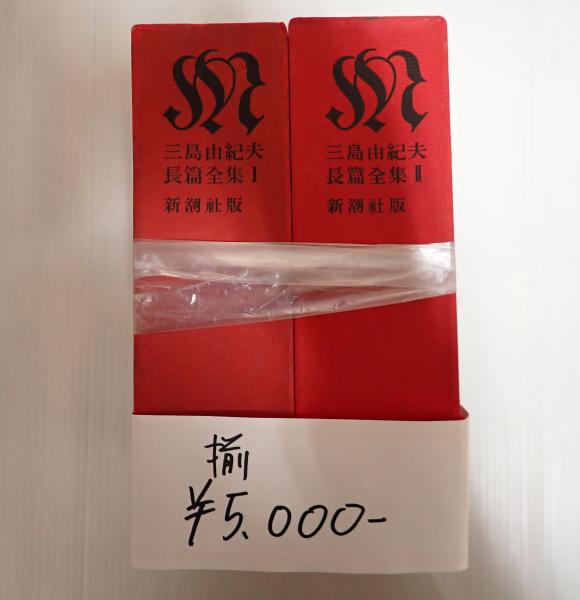 M
三島由紀夫
長篇全集 I
新潮社版
M
三島由紀夫
長篇全集 II
新潮社版
揃
¥5.000-